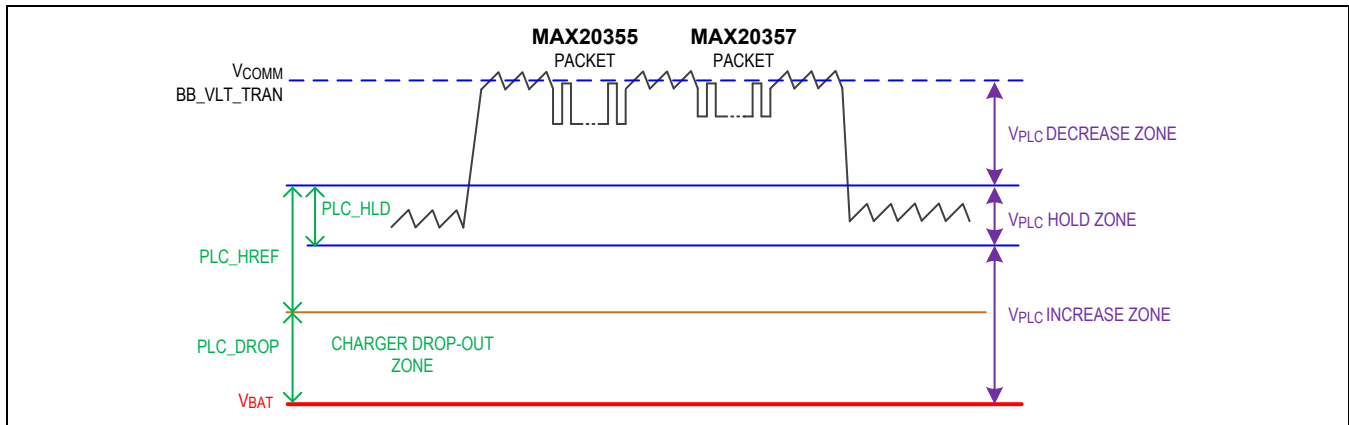 MAX20355 MAX20357
PACKET PACKET
VCOMM
BB_VLT_TRAN
VPLC DECREASE ZONE
PLC_HLD
VPLC HOLD ZONE
PLC_HREF
VPLC INCREASE ZONE
PLC_DROP
CHARGER DROP-OUT
ZONE
VBAT